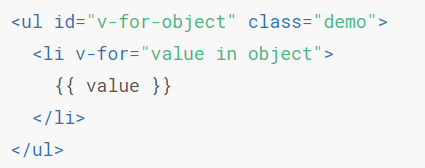 <ul id="v-for-object" class="demo">
  <li v-for="value in object">
    {{ value }}
  </li>
</ul>